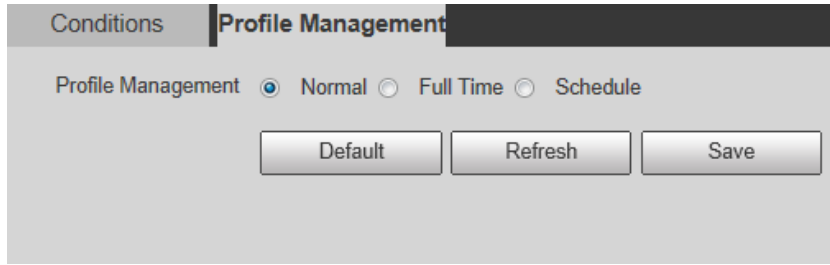 Conditions Profile Management
Profile Management Normal Full Time Schedule
Default Refresh Save